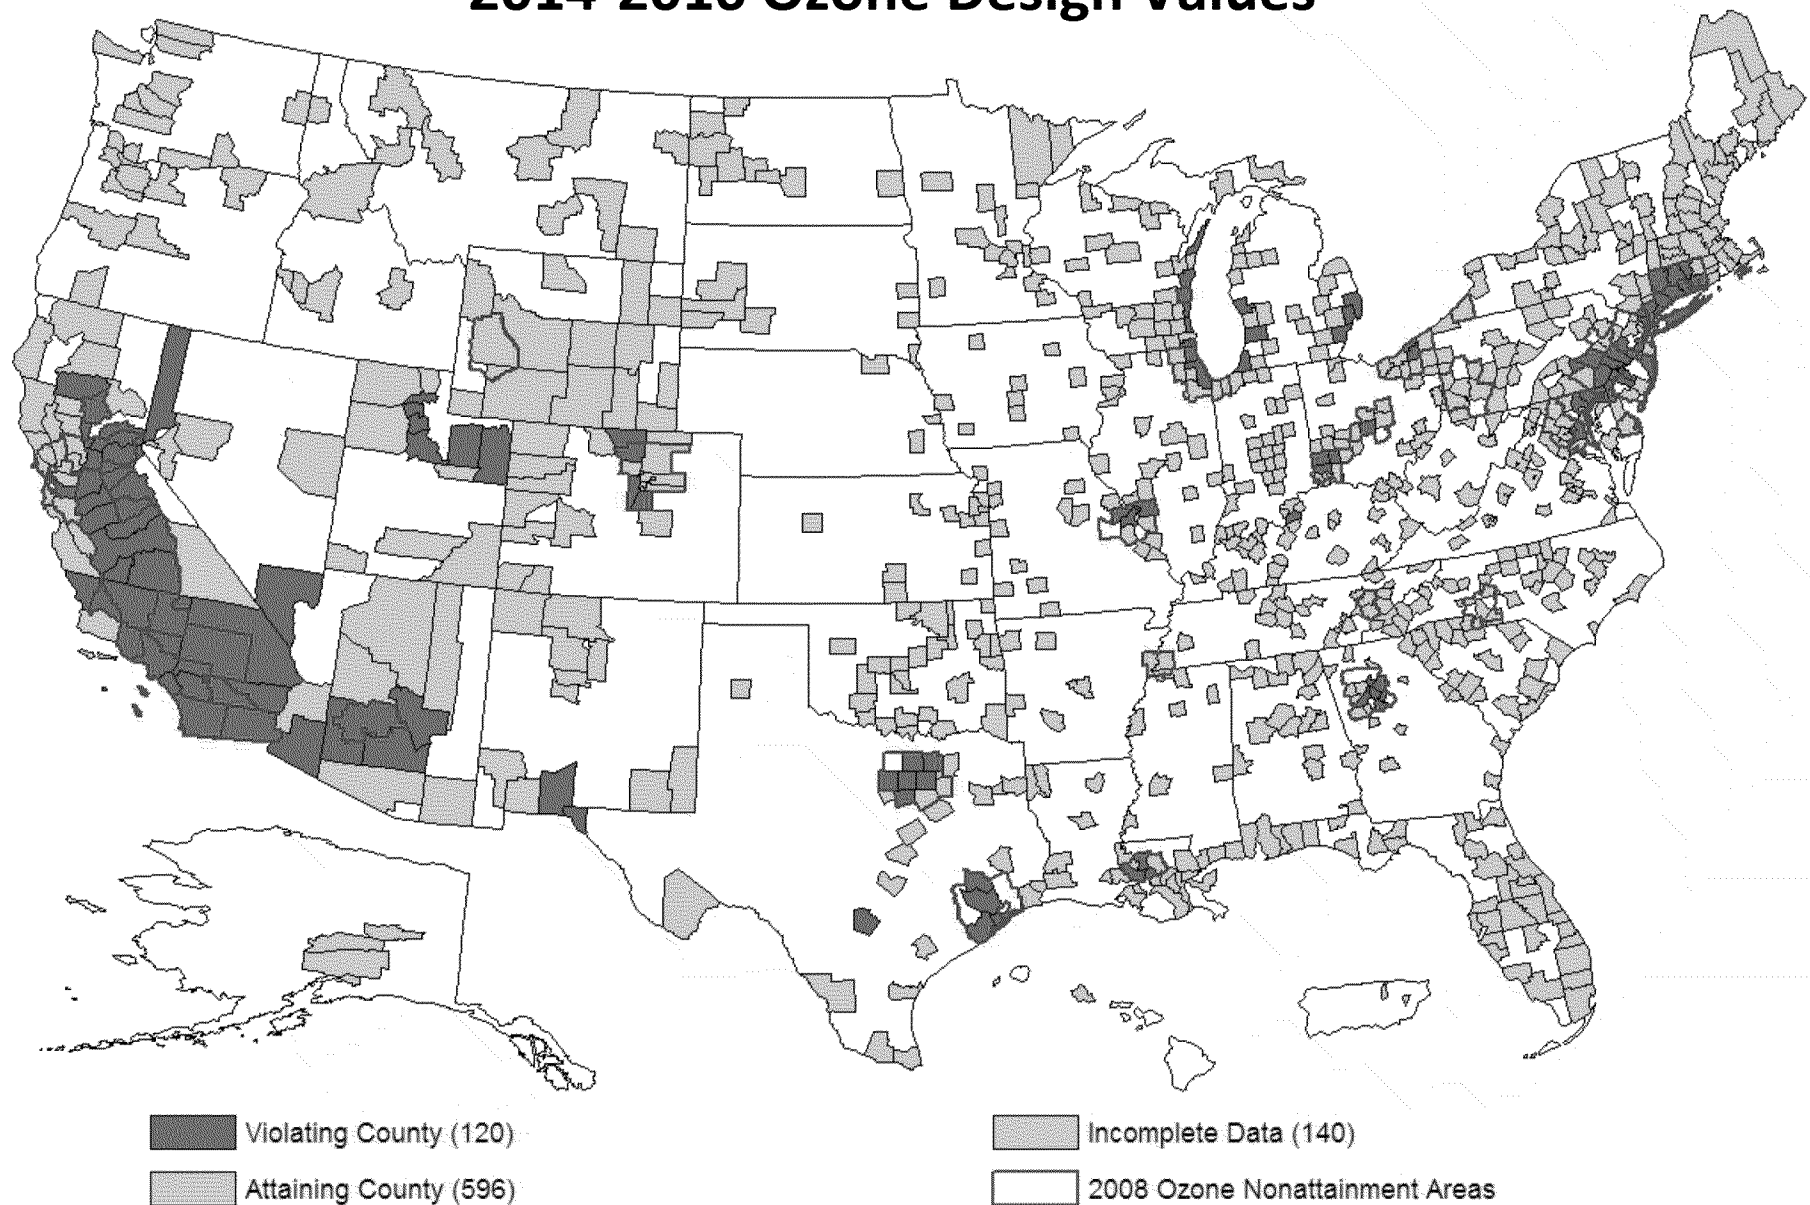 2014-2016 Ozone Design Values
Violating County (120)
Attaining County (596)
Incomplete Data (140)
2008 Ozone Nonattainment Areas